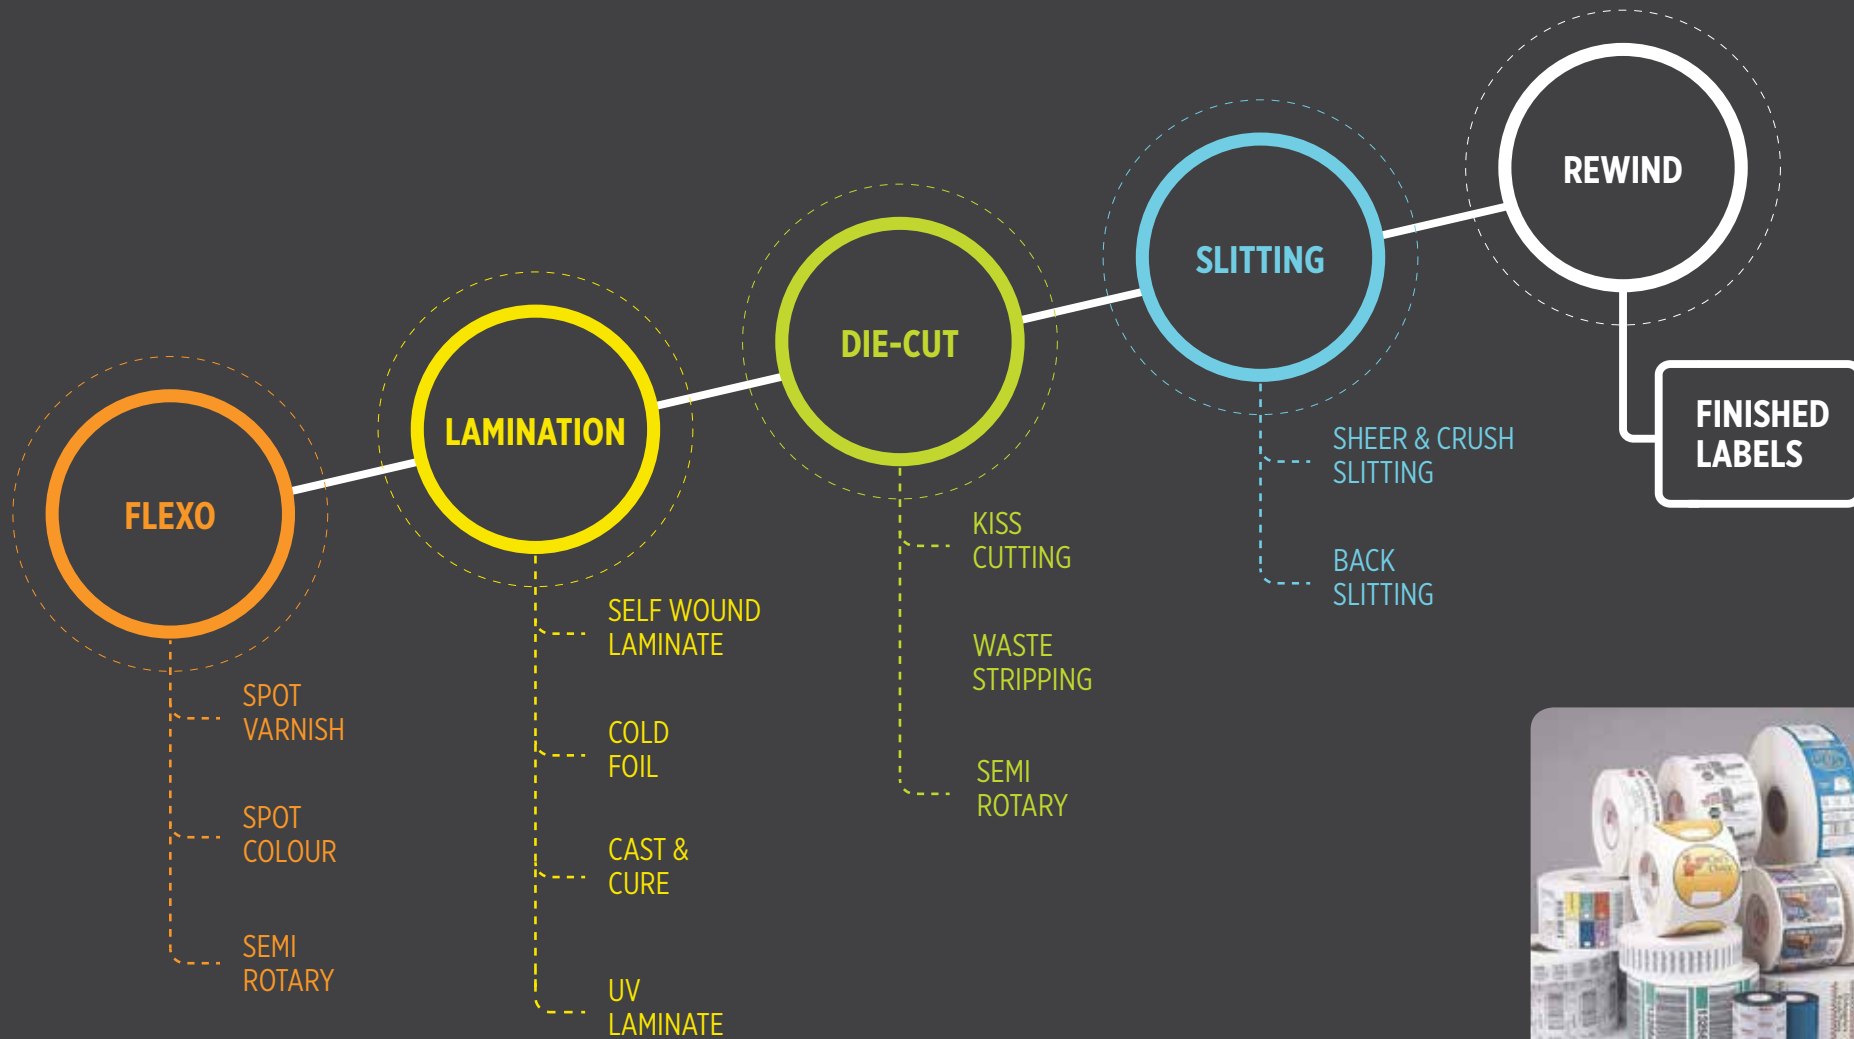 FLEXO
SPOT
VARNISH
SPOT
COLOUR
SEMI
ROTARY
LAMINATION
SELF WOUND
LAMINATE
COLD
FOIL
CAST &
CURE
UV
LAMINATE
DIE-CUT
KISS
CUTTING
WASTE
STRIPPING
SEMI
ROTARY
SLITTING
SHEER & CRUSH
SLITTING
BACK
SLITTING
REWIND
FINISHED
LABELS